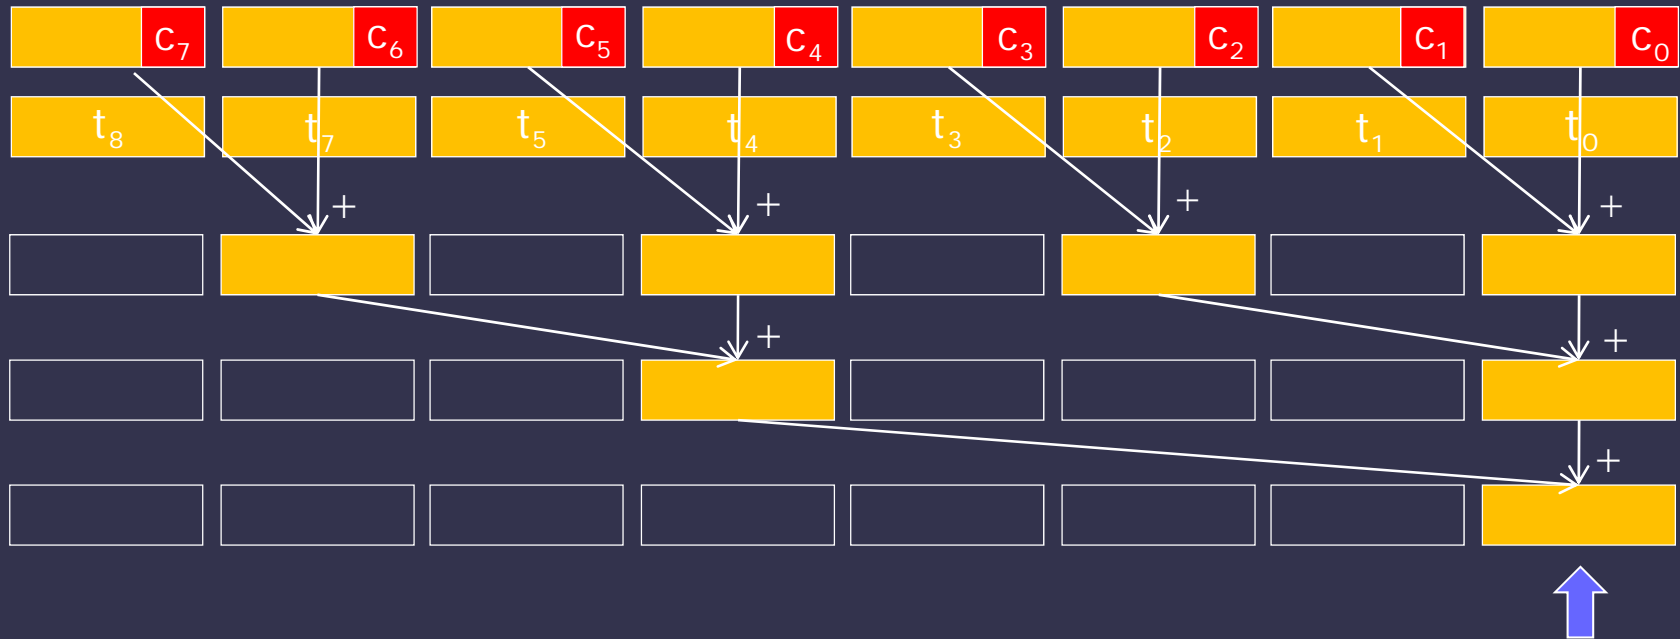 C₇ C₆ C₅ C₄ C₃ C₂ C₁ C₀
t₈ t₇ t₅ t₄ t₃ t₂ t₁ t₀
+ + + +
+ +
+